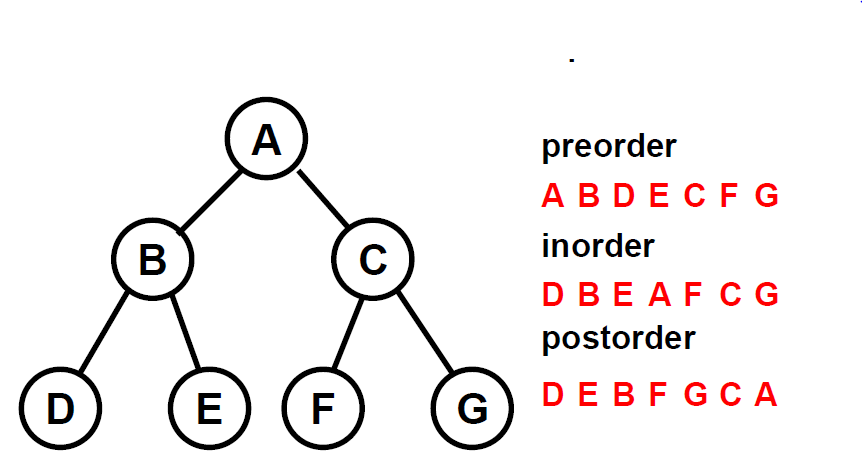 A
B C
D E F G
preorder
A B D E C F G
inorder
D B E A F C G
postorder
D E B F G C A